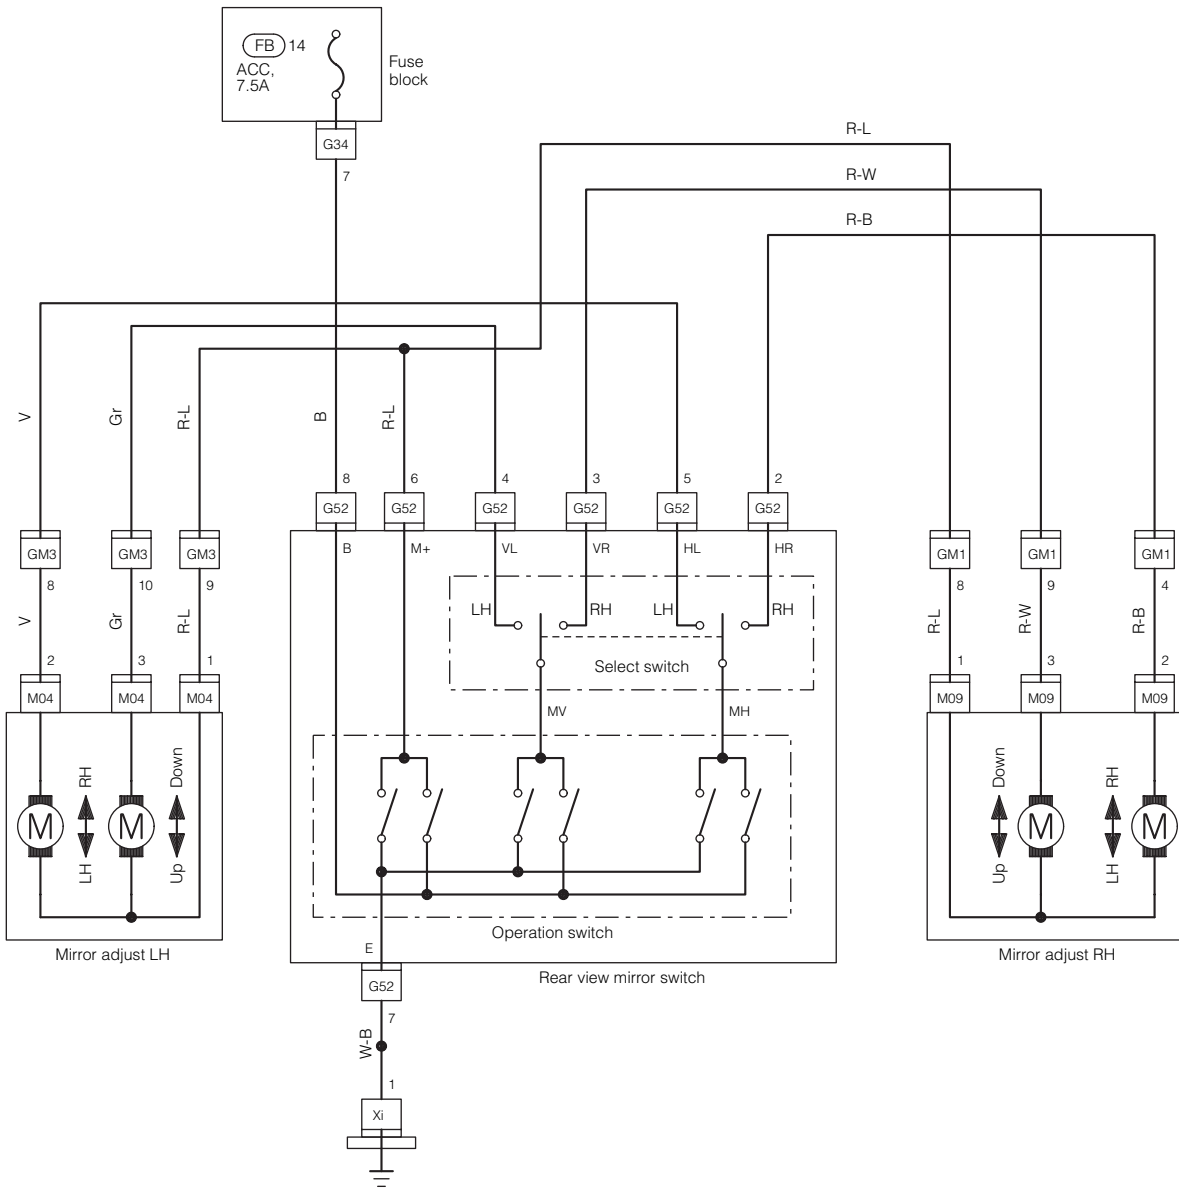 FB 14
ACC,
7.5A
Fuse
block
G34
7
R-L
R-W
R-B
V
Gr
R-L
B
R-L
8
6
4
3
5
2
G52
G52
G52
G52
G52
G52
B
M+
VL
VR
HL
HR
GM3
GM3
GM3
GM1
GM1
GM1
8
10
9
8
9
4
V
Gr
R-L
R-L
R-W
R-B
LH
RH
LH
RH
Select switch
2
3
1
1
3
2
M04
M04
M04
M09
M09
M09
MV
MH
M
RH
LH
M
Down
Up
Down
Up
M
RH
LH
M
Operation switch
E
Mirror adjust LH
Mirror adjust RH
Rear view mirror switch
G52
7
W-B
1
Xi